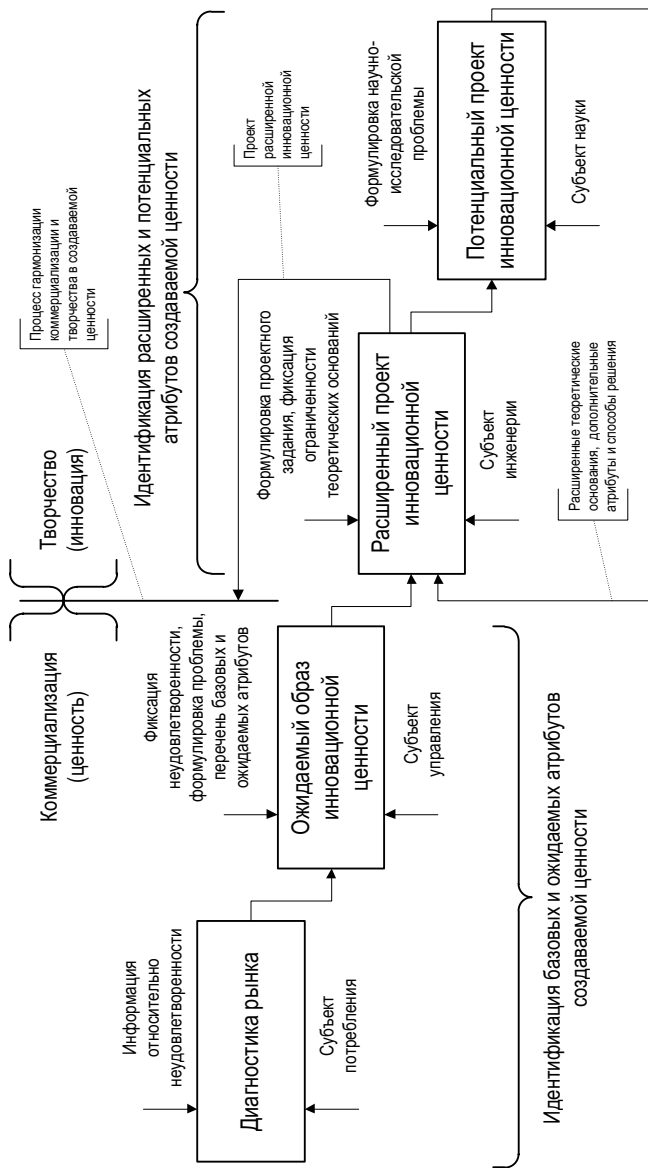 Коммерциализация
(ценность)
Творчество
(инновация)
Процесс гармонизации
коммерциализации и
творчества в создаваемой
ценности
Идентификация расширенных и потенциальных
атрибутов создаваемой ценности
Проект
расширенной
инновационной
ценности
Информация
относительно
неудовлетворенности
Диагностика рынка
Субъект
потребления
Фиксация
неудовлетворенности,
формулировка проблемы,
перечень базовых и
ожидаемых атрибутов
Ожидаемый образ
инновационной
ценности
Субъект
управления
Формулировка проектного
задания, фиксация
ограниченности
теоретических оснований
Расширенный проект
инновационной
ценности
Субъект
инженерии
Формулировка научно-
исследовательской
проблемы
Потенциальный проект
инновационной ценности
Субъект науки
Расширенные теоретические
основания, дополнительные
атрибуты и способы решения
Идентификация базовых и ожидаемых атрибутов
создаваемой ценности